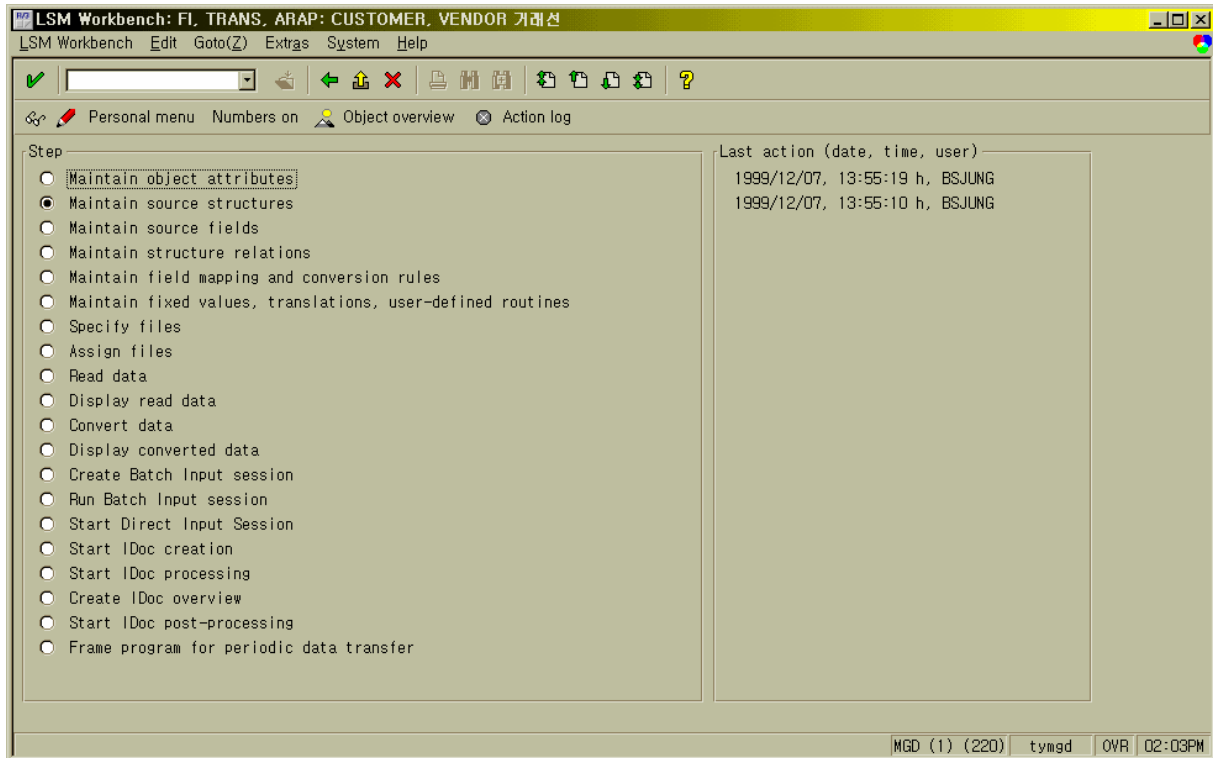 LSM Workbench: FI, TRANS, ARAP: CUSTOMER, VENDOR 거래선
LSM Workbench Edit Goto(Z) Extras System Help
Personal menu Numbers on Object overview Action log
Step
Last action (date, time, user)
Maintain object attributes 1999/12/07, 13:55:19 h, BSJUNG
Maintain source structures 1999/12/07, 13:55:10 h, BSJUNG
Maintain source fields
Maintain structure relations
Maintain field mapping and conversion rules
Maintain fixed values, translations, user-defined routines
Specify files
Assign files
Read data
Display read data
Convert data
Display converted data
Create Batch Input session
Run Batch Input session
Start Direct Input Session
Start IDoc creation
Start IDoc processing
Create IDoc overview
Start IDoc post-processing
Frame program for periodic data transfer
MGD (1) (220) tymgd OVR 02:03PM